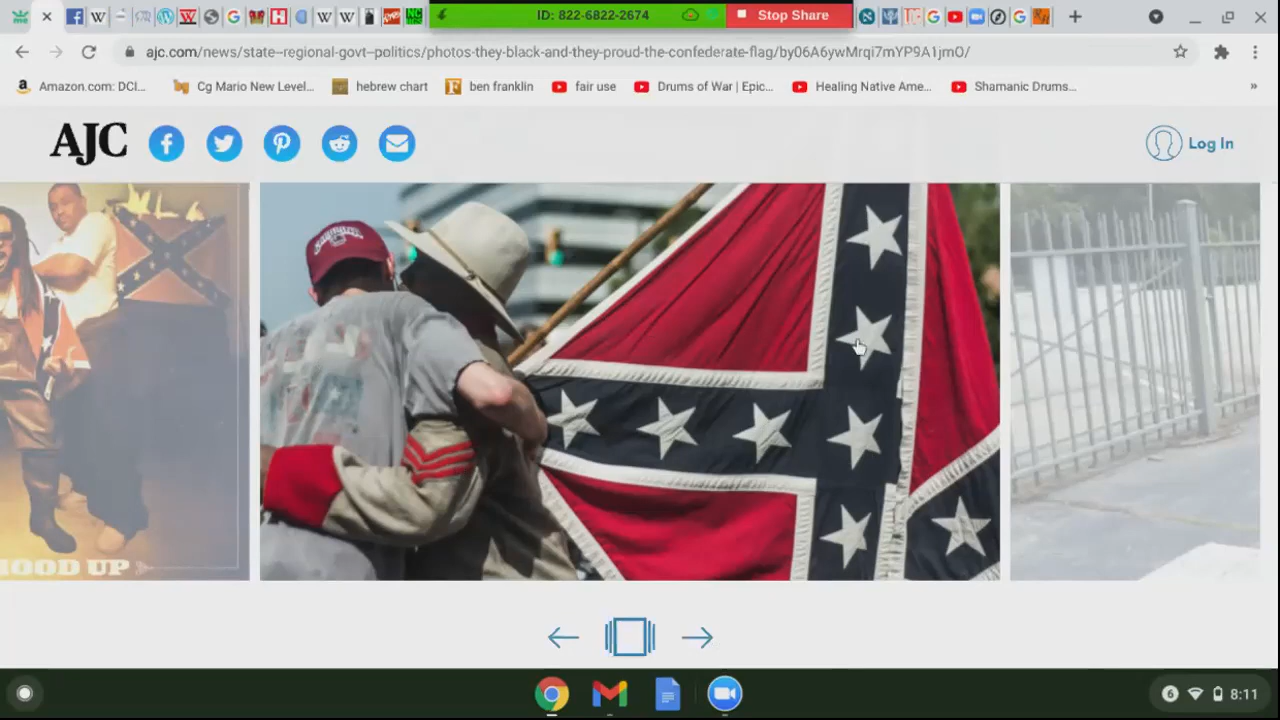 ID: 822-6822-2674
Stop Share
ajc.com/news/state--regional-govt--politics/photos-they-black-and-they-proud-the-confederate-flag/by06A6ywMrqi7mYP9A1jmO/
Amazon.com: DCI...
Cg Mario New Level...
hebrew chart
ben franklin
fair use
Drums of War | Epic...
Healing Native Ame...
Shamanic Drums...
»
AJC
Log In
HOOD UP
6
8:11